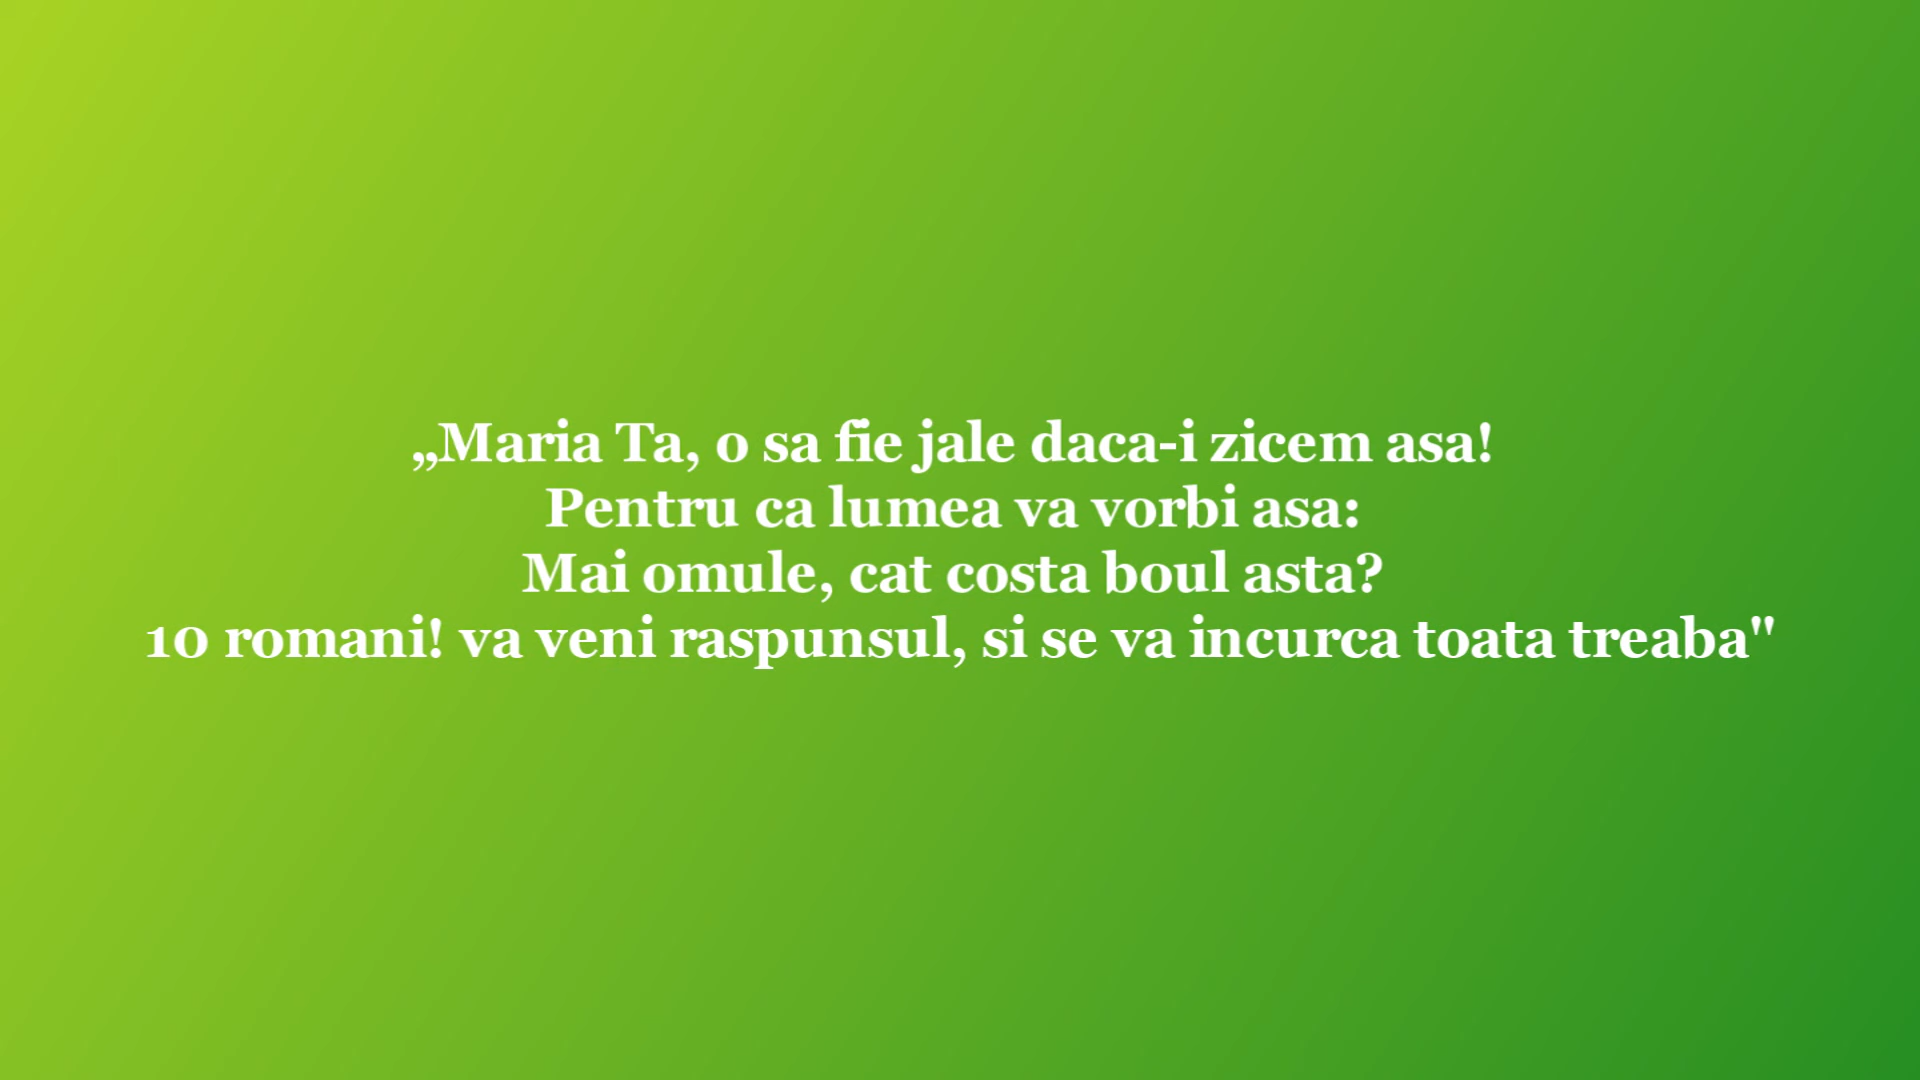 „Maria Ta, o sa fie jale daca-i zicem asa!
Pentru ca lumea va vorbi asa:
Mai omule, cat costa boul asta?
10 romani! va veni raspunsul, si se va incurca toata treaba"